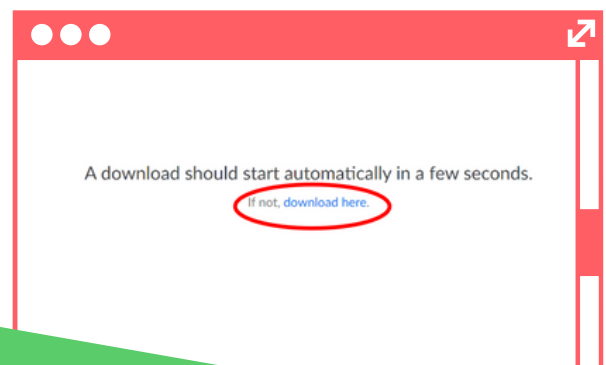 A download should start automatically in a few seconds.
If not, download here.